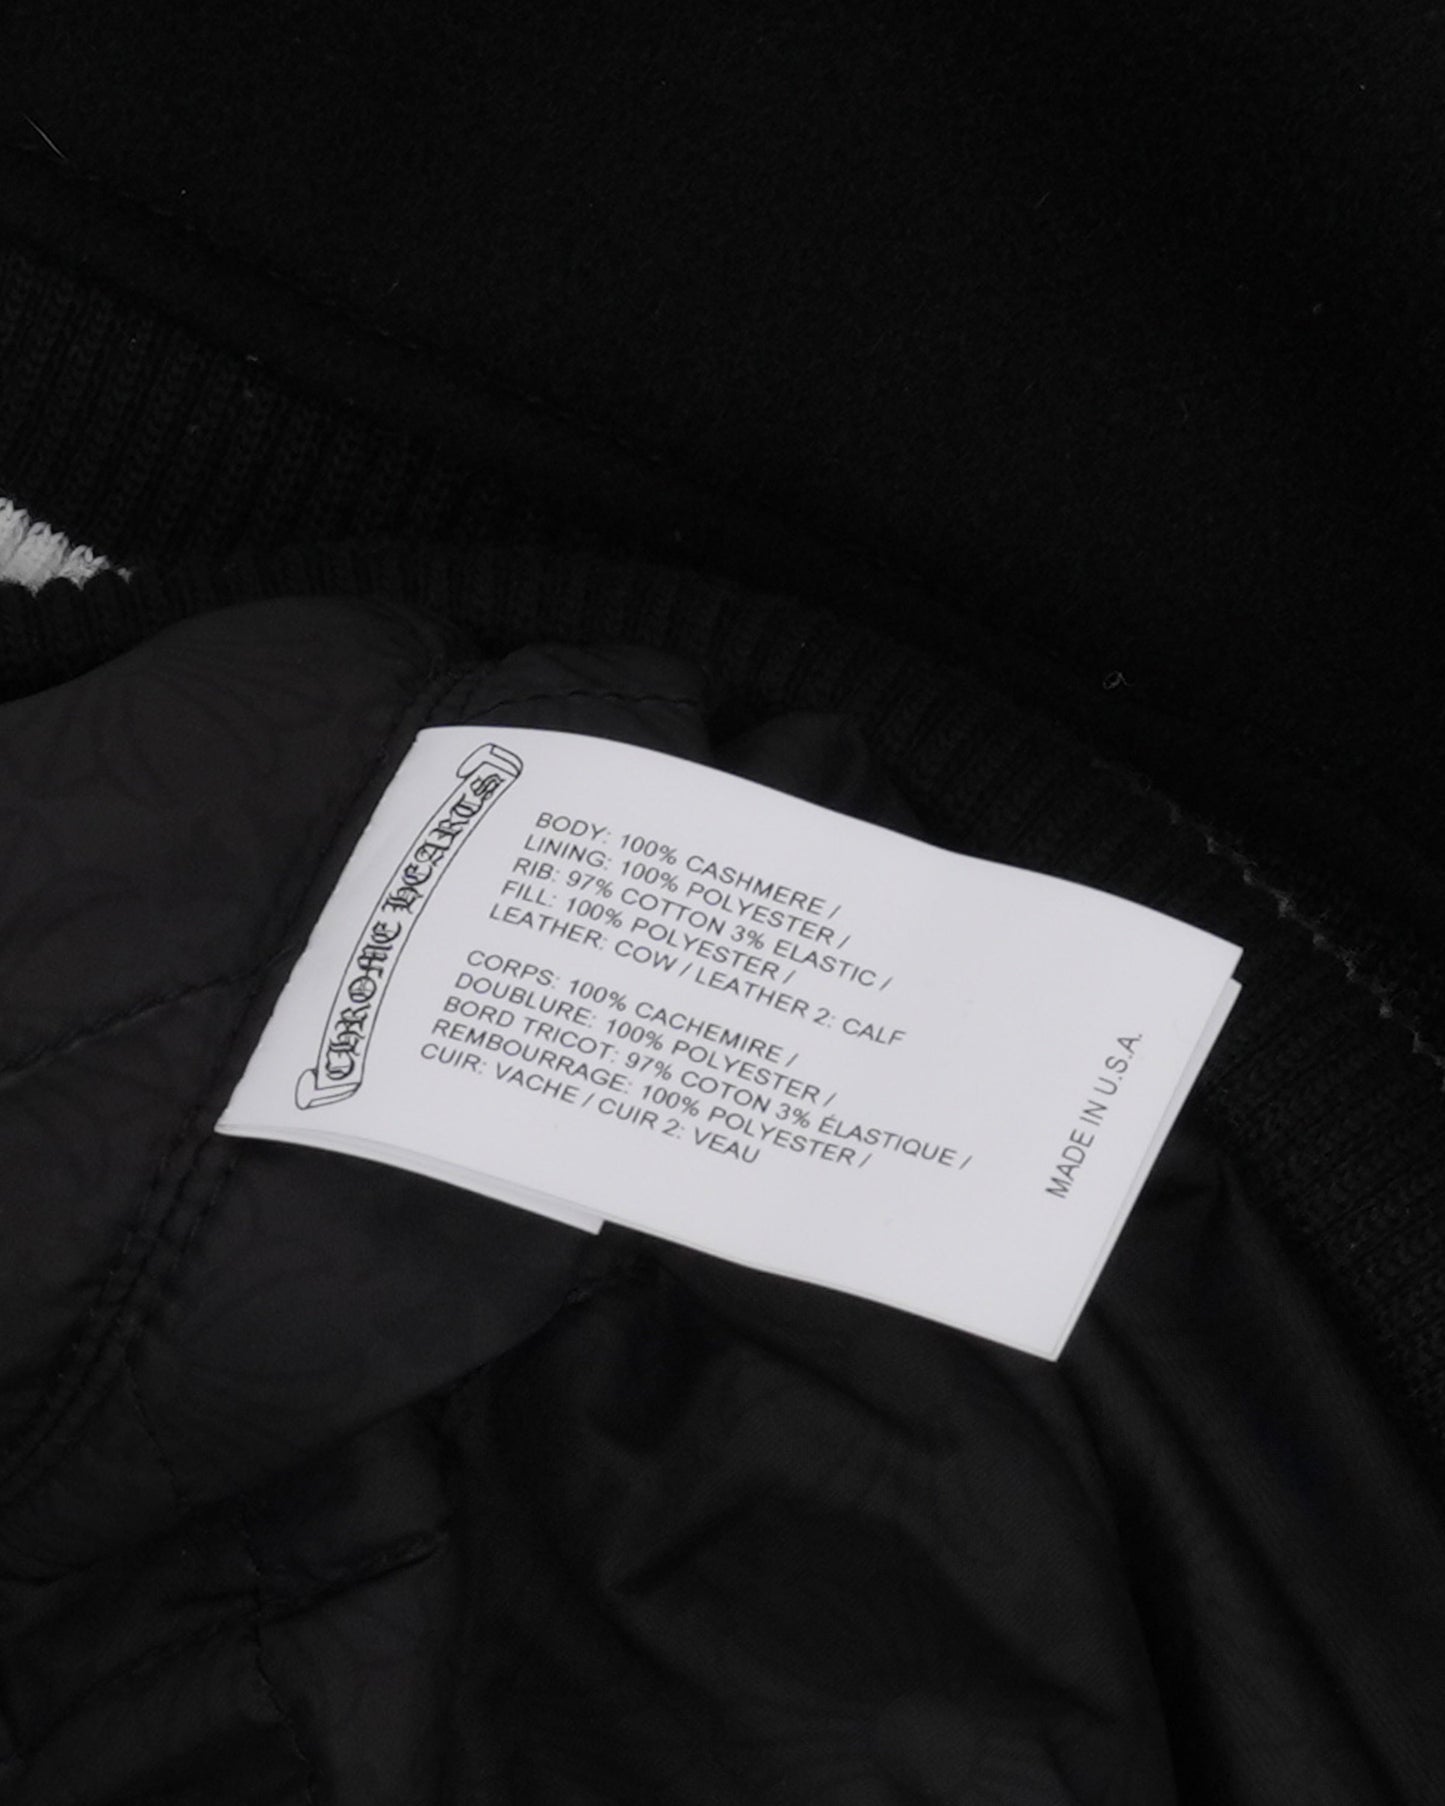 CHROME HEARTS
BODY: 100% CASHMERE /
LINING: 100% POLYESTER /
RIB: 97% COTTON 3% ELASTIC /
FILL: 100% POLYESTER /
LEATHER: COW / LEATHER 2: CALF
CORPS: 100% CACHEMIRE /
DOUBLURE: 100% POLYESTER /
BORD TRICOT: 97% COTON 3% ÉLASTIQUE /
REMBOURRAGE: 100% POLYESTER /
CUIR: VACHE / CUIR 2: VEAU
MADE IN U.S.A.